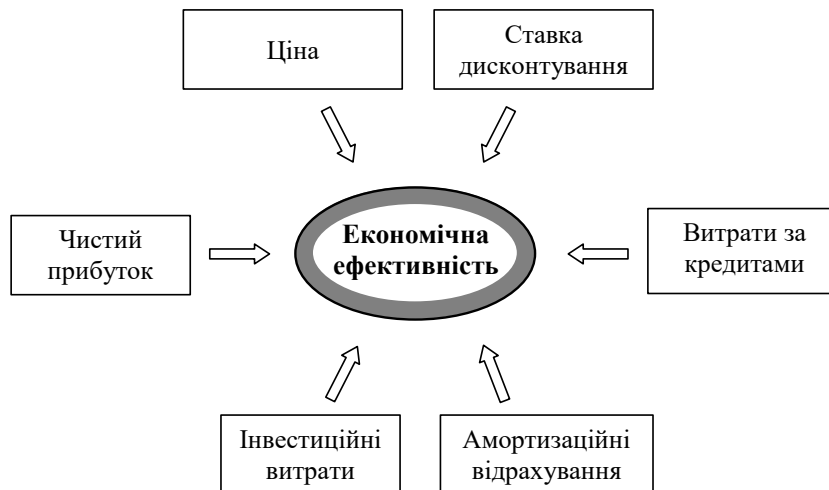 Ціна
Ставка
дисконтування
Чистий
прибуток
Економічна
ефективність
Витрати за
кредитами
Інвестиційні
витрати
Амортизаційні
відрахування